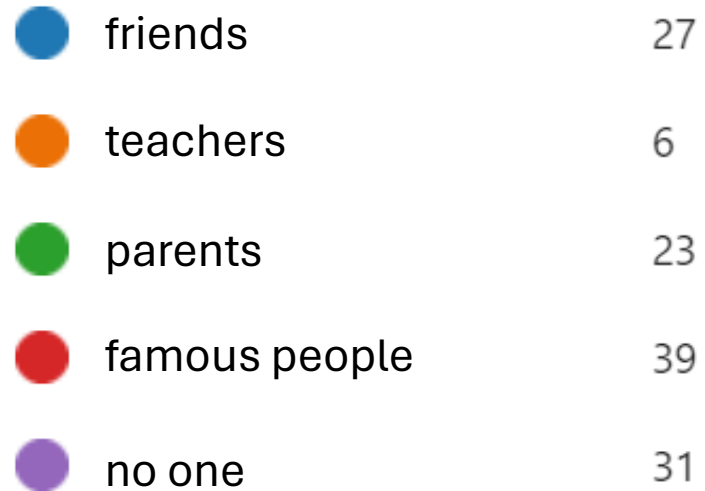 friends 27
teachers 6
parents 23
famous people 39
no one 31